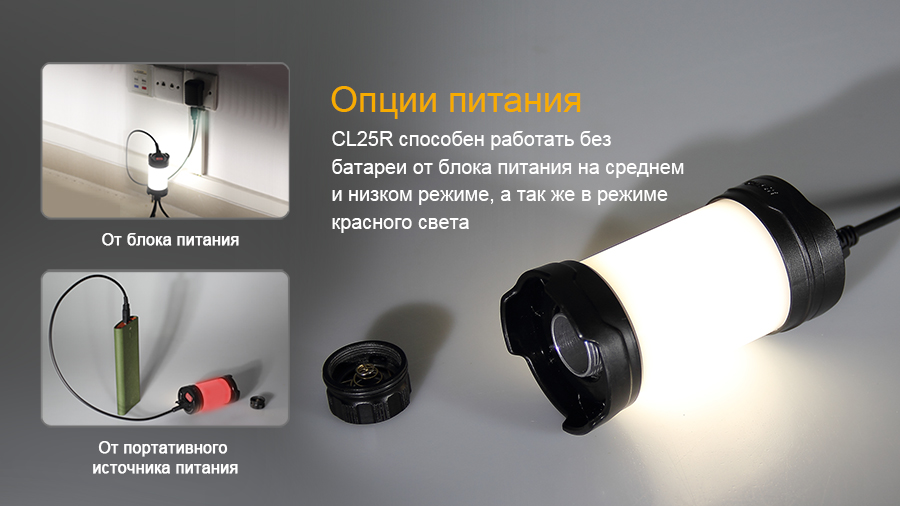 Опции питания
CL25R способен работать без
батареи от блока питания на среднем
и низком режиме, а так же в режиме
красного света
От блока питания
От портативного
источника питания